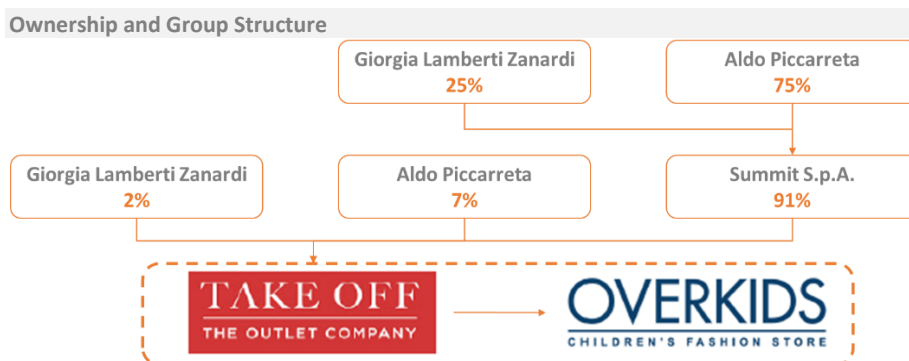 Ownership and Group Structure
Giorgia Lamberti Zanardi
25%
Aldo Piccarreta
75%
Giorgia Lamberti Zanardi
2%
Aldo Piccarreta
7%
Summit S.p.A.
91%
TAKE OFF
THE OUTLET COMPANY
OVERKIDS
CHILDREN'S FASHION STORE